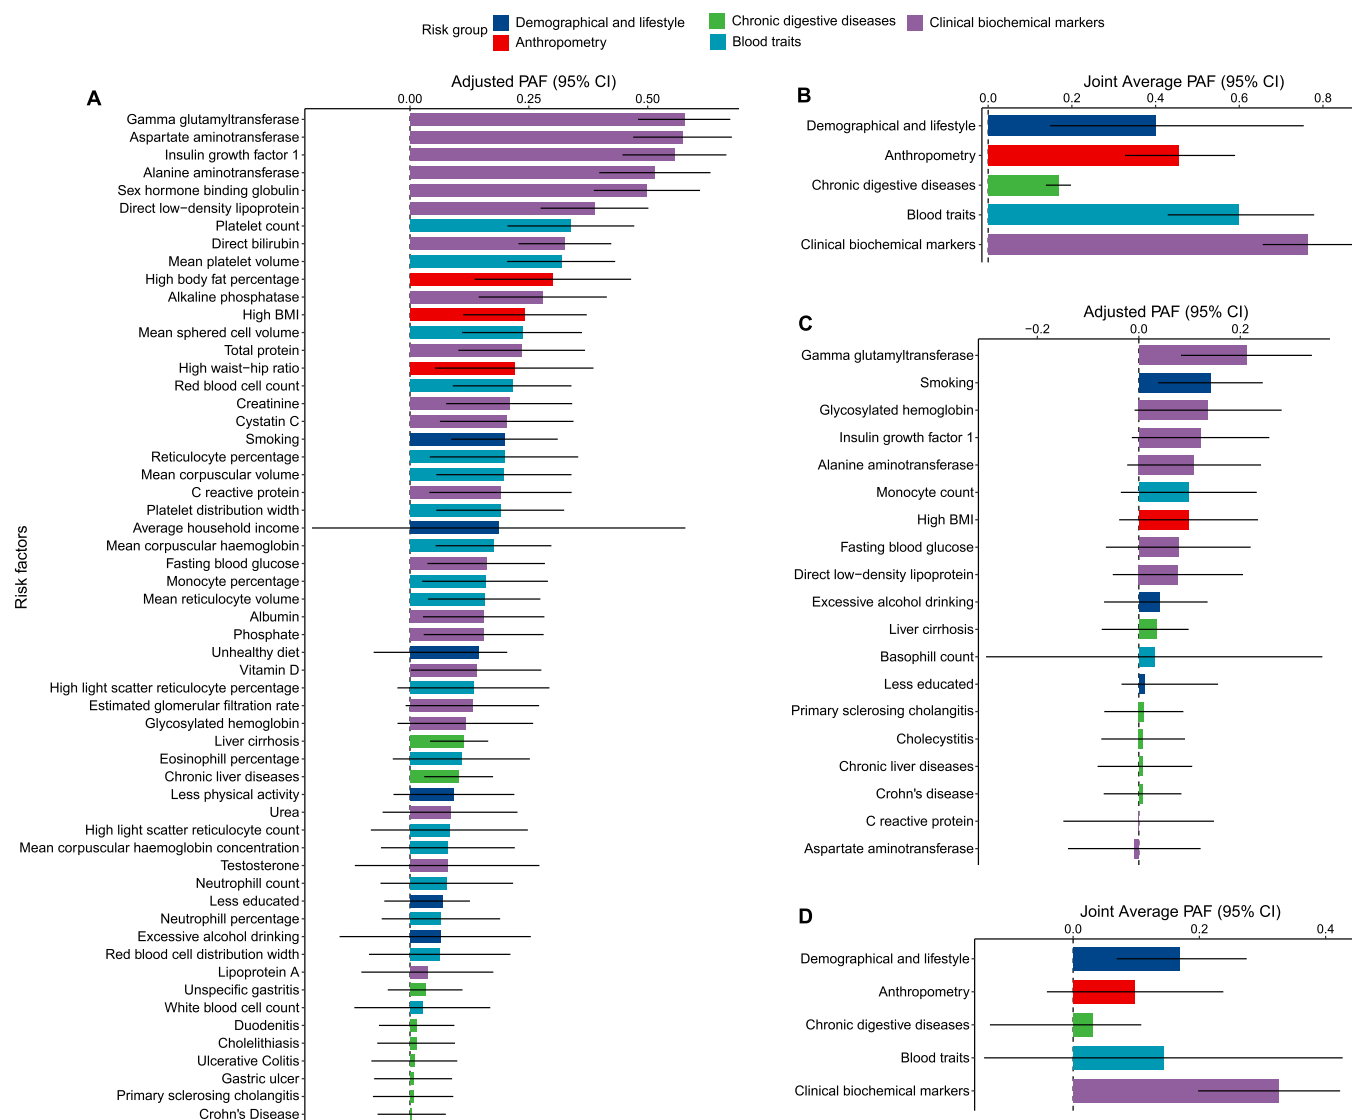 Risk group
Demographical and lifestyle
Chronic digestive diseases
Clinical biochemical markers
Anthropometry
Blood traits
A
Adjusted PAF (95% CI)
0.00 0.25 0.50
Risk factors
Gamma glutamyltransferase
Aspartate aminotransferase
Insulin growth factor 1
Alanine aminotransferase
Sex hormone binding globulin
Direct low−density lipoprotein
Platelet count
Direct bilirubin
Mean platelet volume
High body fat percentage
Alkaline phosphatase
High BMI
Mean sphered cell volume
Total protein
High waist−hip ratio
Red blood cell count
Creatinine
Cystatin C
Smoking
Reticulocyte percentage
Mean corpuscular volume
C reactive protein
Platelet distribution width
Average household income
Mean corpuscular haemoglobin
Fasting blood glucose
Monocyte percentage
Mean reticulocyte volume
Albumin
Phosphate
Unhealthy diet
Vitamin D
High light scatter reticulocyte percentage
Estimated glomerular filtration rate
Glycosylated hemoglobin
Liver cirrhosis
Eosinophill percentage
Chronic liver diseases
Less physical activity
Urea
High light scatter reticulocyte count
Mean corpuscular haemoglobin concentration
Testosterone
Neutrophill count
Less educated
Neutrophill percentage
Excessive alcohol drinking
Red blood cell distribution width
Lipoprotein A
Unspecific gastritis
White blood cell count
Duodenitis
Cholelithiasis
Ulcerative Colitis
Gastric ulcer
Primary sclerosing cholangitis
Crohn's Disease
B
Joint Average PAF (95% CI)
0.0 0.2 0.4 0.6 0.8
Demographical and lifestyle
Anthropometry
Chronic digestive diseases
Blood traits
Clinical biochemical markers
C
Adjusted PAF (95% CI)
−0.2 0.0 0.2
Gamma glutamyltransferase
Smoking
Glycosylated hemoglobin
Insulin growth factor 1
Alanine aminotransferase
Monocyte count
High BMI
Fasting blood glucose
Direct low−density lipoprotein
Excessive alcohol drinking
Liver cirrhosis
Basophill count
Less educated
Primary sclerosing cholangitis
Cholecystitis
Chronic liver diseases
Crohn's disease
C reactive protein
Aspartate aminotransferase
D
Joint Average PAF (95% CI)
0.0 0.2 0.4
Demographical and lifestyle
Anthropometry
Chronic digestive diseases
Blood traits
Clinical biochemical markers